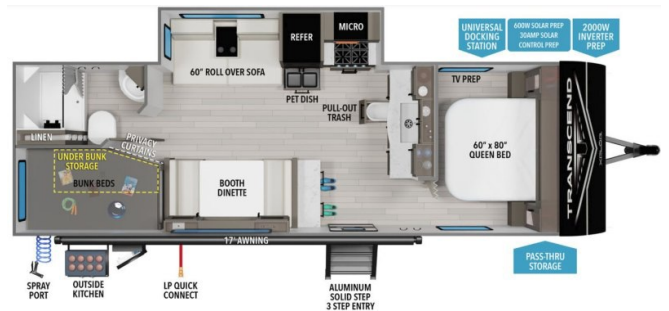 MICRO
REFER
60" ROLL OVER SOFA
PET DISH
PULL-OUT
TRASH
UNIVERSAL
DOCKING
STATION
600W SOLAR PREP
30AMP SOLAR
CONTROL PREP
2000W
INVERTER
PREP
TV PREP
60" x 80"
QUEEN BED
TRANSCEND
LINEN
PRIVACY
CURTAINS
UNDER BUNK
STORAGE
BUNK BEDS
BOOTH
DINETTE
17' AWNING
PASS-THRU
STORAGE
SPRAY
PORT
OUTSIDE
KITCHEN
LP QUICK
CONNECT
ALUMINUM
SOLID STEP
3 STEP ENTRY